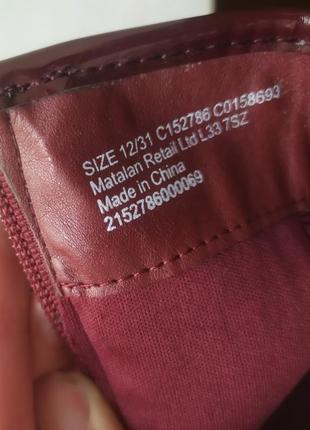 SIZE 12/31 C152786 C0158693
Matalan Retail Ltd L33 7SZ
Made in China
2152786000069